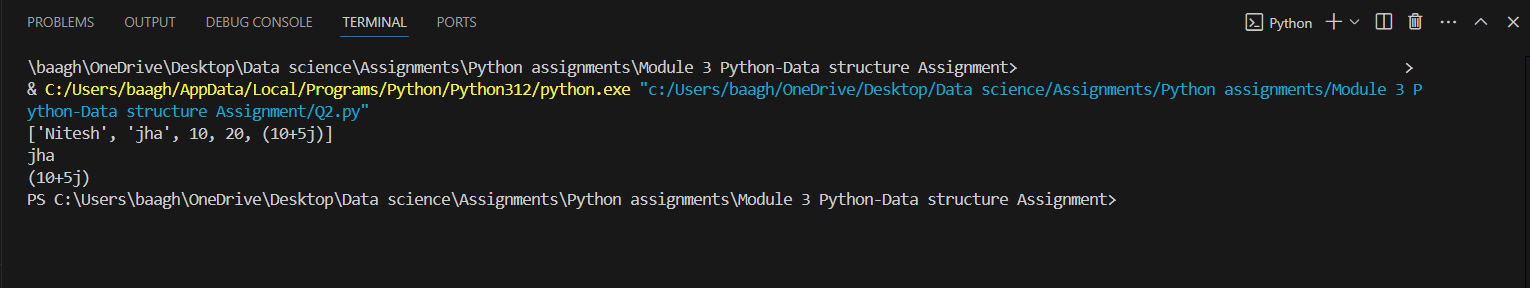 PROBLEMS OUTPUT DEBUG CONSOLE TERMINAL PORTS Python
\baagh\OneDrive\Desktop\Data science\Assignments\Python assignments\Module 3 Python-Data structure Assignment> >
& C:/Users/baagh/AppData/Local/Programs/Python/Python312/python.exe "c:/Users/baagh/OneDrive/Desktop/Data science/Assignments/Python assignments/Module 3 P
ython-Data structure Assignment/Q2.py"
['Nitesh', 'jha', 10, 20, (10+5j)]
jha
(10+5j)
PS C:\Users\baagh\OneDrive\Desktop\Data science\Assignments\Python assignments\Module 3 Python-Data structure Assignment>